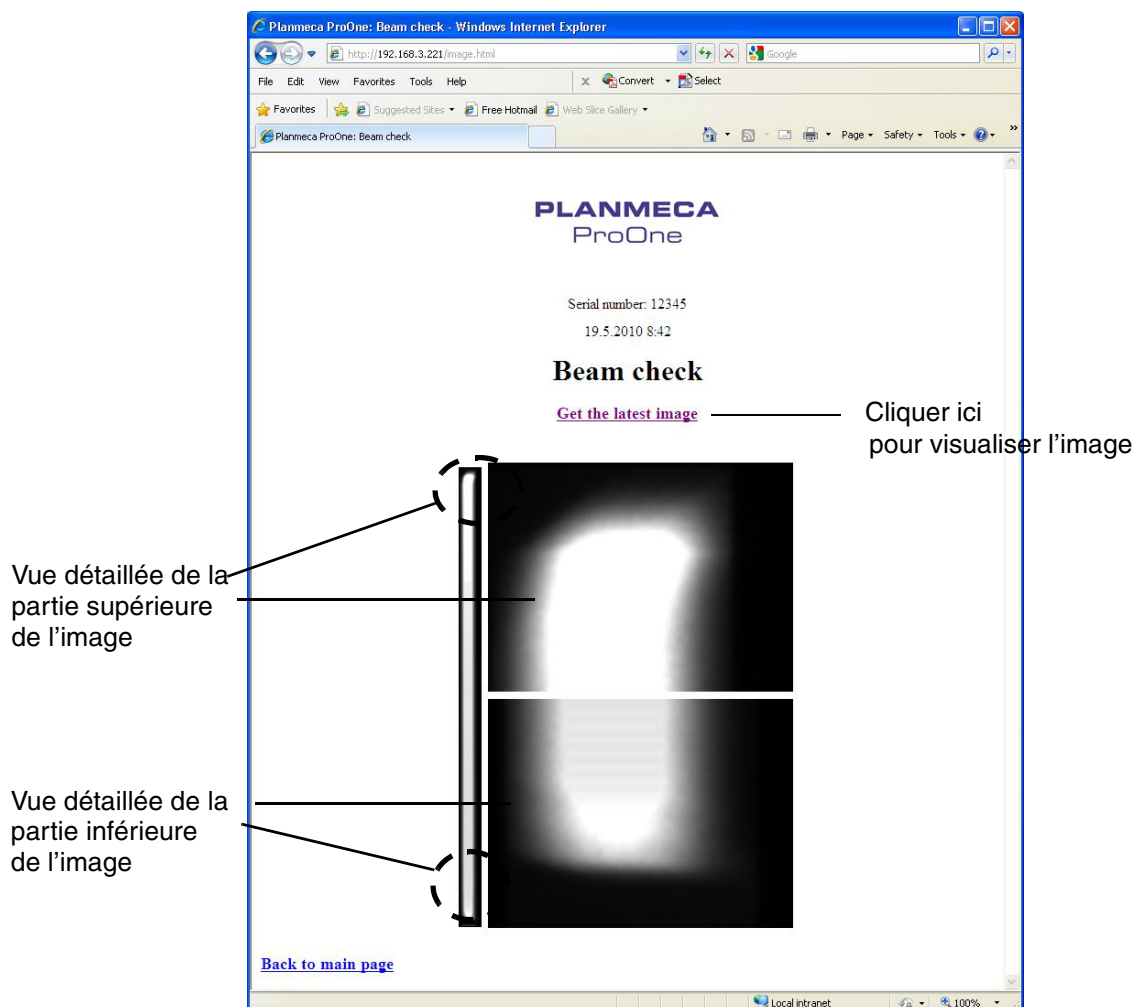 Planmeca ProOne: Beam check - Windows Internet Explorer
http://192.168.3.221/image.html
Google
File Edit View Favorites Tools Help
x Convert Select
Favorites Suggested Sites Free Hotmail Web Slice Gallery
Planmeca ProOne: Beam check
Page Safety Tools »
PLANMECA
ProOne
Serial number: 12345
19.5.2010 8:42
Beam check
Get the latest image
Cliquer ici
pour visualiser l’image
Vue détaillée de la
partie supérieure
de l’image
Vue détaillée de la
partie inférieure
de l’image
Back to main page
Local intranet 100%